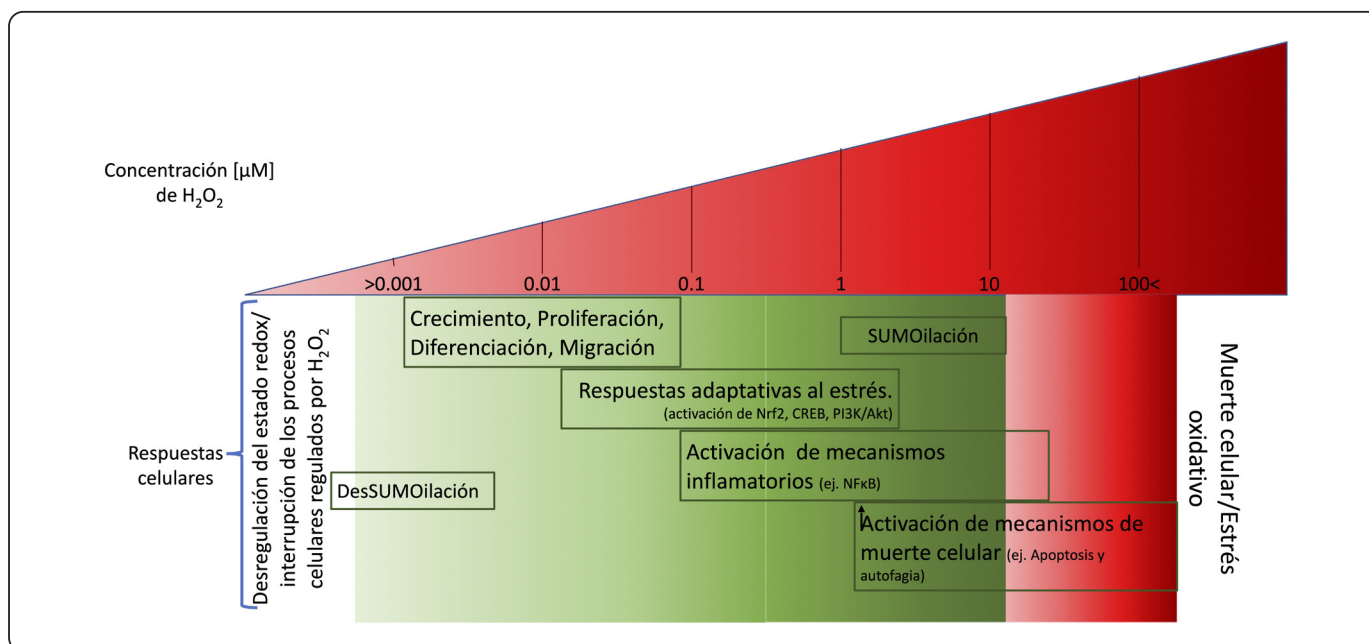 Concentración [μM]
de H₂O₂
>0.001
0.01
0.1
1
10
100<
Respuestas
celulares
Desregulación del estado redox/
interrupción de los procesos
celulares regulados por H₂O₂
Crecimiento, Proliferación,
Diferenciación, Migración
SUMOilación
Respuestas adaptativas al estrés.
(activación de Nrf2, CREB, PI3K/Akt)
Activación de mecanismos
inflamatorios (ej. NFκB)
DesSUMOilación
Activación de mecanismos de
muerte celular (ej. Apoptosis y
autofagia)
Muerte celular/Estrés
oxidativo